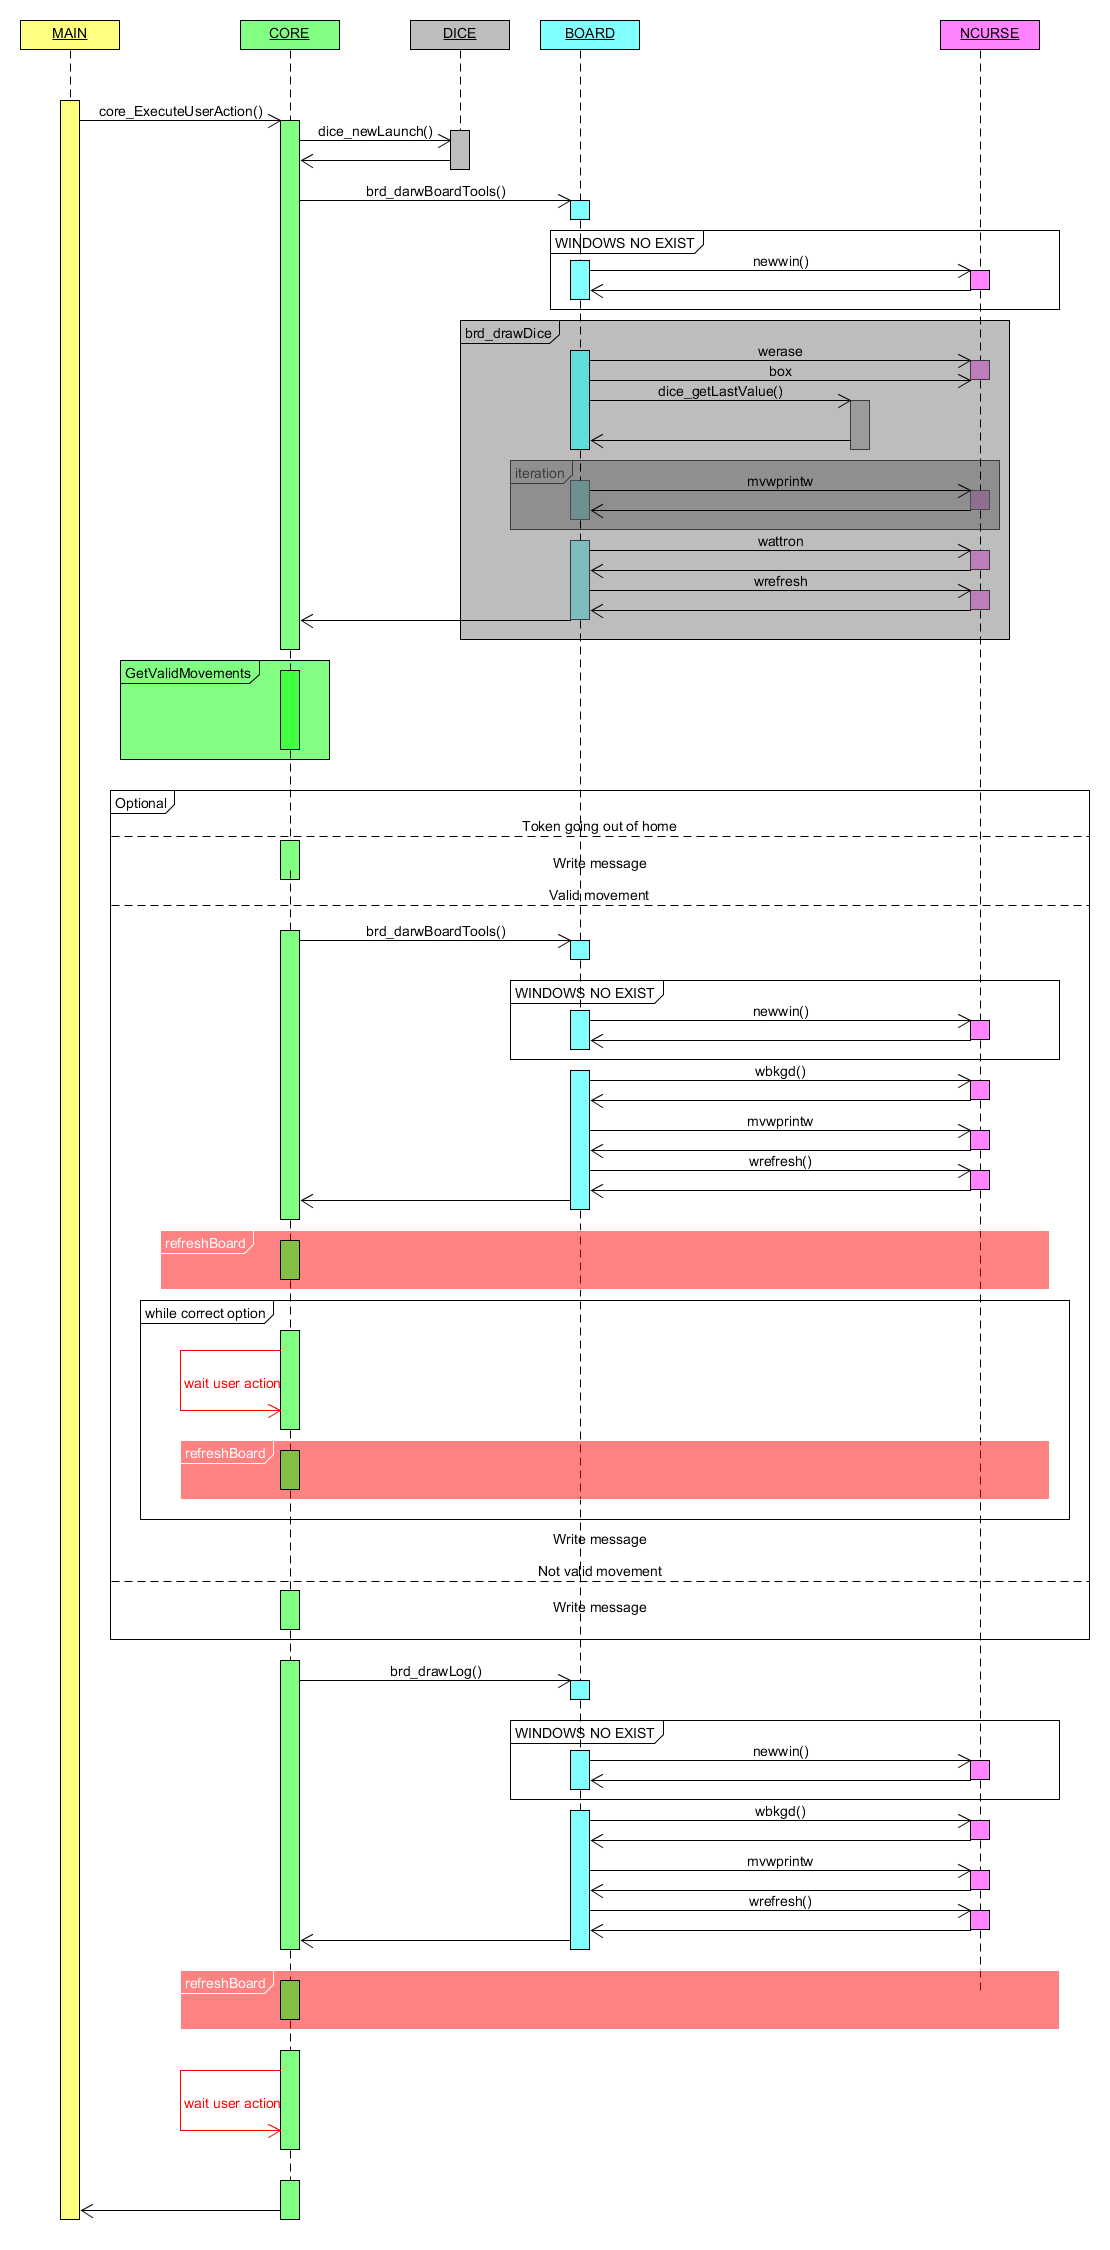 MAIN
CORE
DICE
BOARD
NCURSE
core_ExecuteUserAction()
dice_newLaunch()
brd_darwBoardTools()
WINDOWS NO EXIST
newwin()
brd_drawDice
werase
box
dice_getLastValue()
iteration
mvwprintw
wattron
wrefresh
GetValidMovements
Optional
Token going out of home
Write message
Valid movement
brd_darwBoardTools()
WINDOWS NO EXIST
newwin()
wbkgd()
mvwprintw
wrefresh()
refreshBoard
while correct option
wait user action
refreshBoard
Write message
Not valid movement
Write message
brd_drawLog()
WINDOWS NO EXIST
newwin()
wbkgd()
mvwprintw
wrefresh()
refreshBoard
wait user action